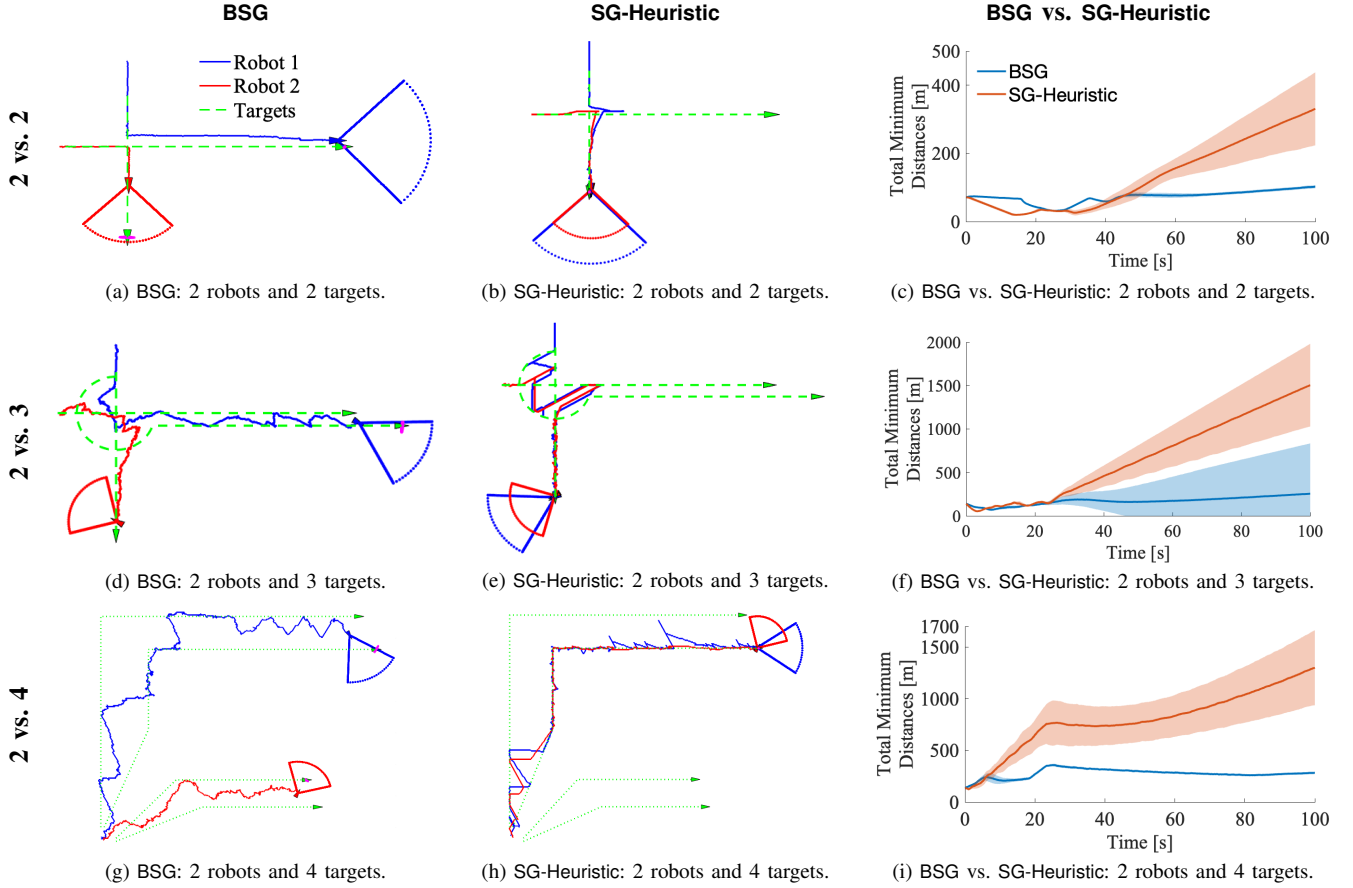 BSG
SG-Heuristic
BSG vs. SG-Heuristic
2 vs. 2
Robot 1
Robot 2
Targets
Total Minimum
Distances [m]
500
400
200
0
BSG
SG-Heuristic
0 20 40 60 80 100
Time [s]
(a) BSG: 2 robots and 2 targets.
(b) SG-Heuristic: 2 robots and 2 targets.
(c) BSG vs. SG-Heuristic: 2 robots and 2 targets.
2 vs. 3
Total Minimum
Distances [m]
2000
1500
1000
500
0
0 20 40 60 80 100
Time [s]
(d) BSG: 2 robots and 3 targets.
(e) SG-Heuristic: 2 robots and 3 targets.
(f) BSG vs. SG-Heuristic: 2 robots and 3 targets.
2 vs. 4
Total Minimum
Distances [m]
1700
1500
1000
500
0
0 20 40 60 80 100
Time [s]
(g) BSG: 2 robots and 4 targets.
(h) SG-Heuristic: 2 robots and 4 targets.
(i) BSG vs. SG-Heuristic: 2 robots and 4 targets.